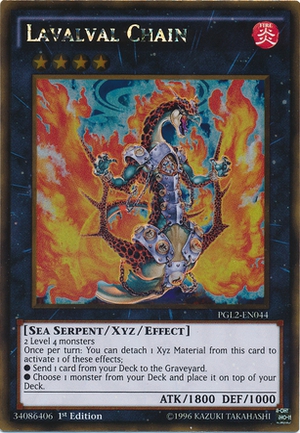 LAVALVAL CHAIN
FIRE
炎
PGL2-EN044
[SEA SERPENT/XYZ/EFFECT]
2 Level 4 monsters
Once per turn: You can detach 1 Xyz Material from this card to
activate 1 of these effects;
● Send 1 card from your Deck to the Graveyard.
● Choose 1 monster from your Deck and place it on top of your
Deck.
ATK/1800 DEF/1000
34086406 1st Edition ©1996 KAZUKI TAKAHASHI